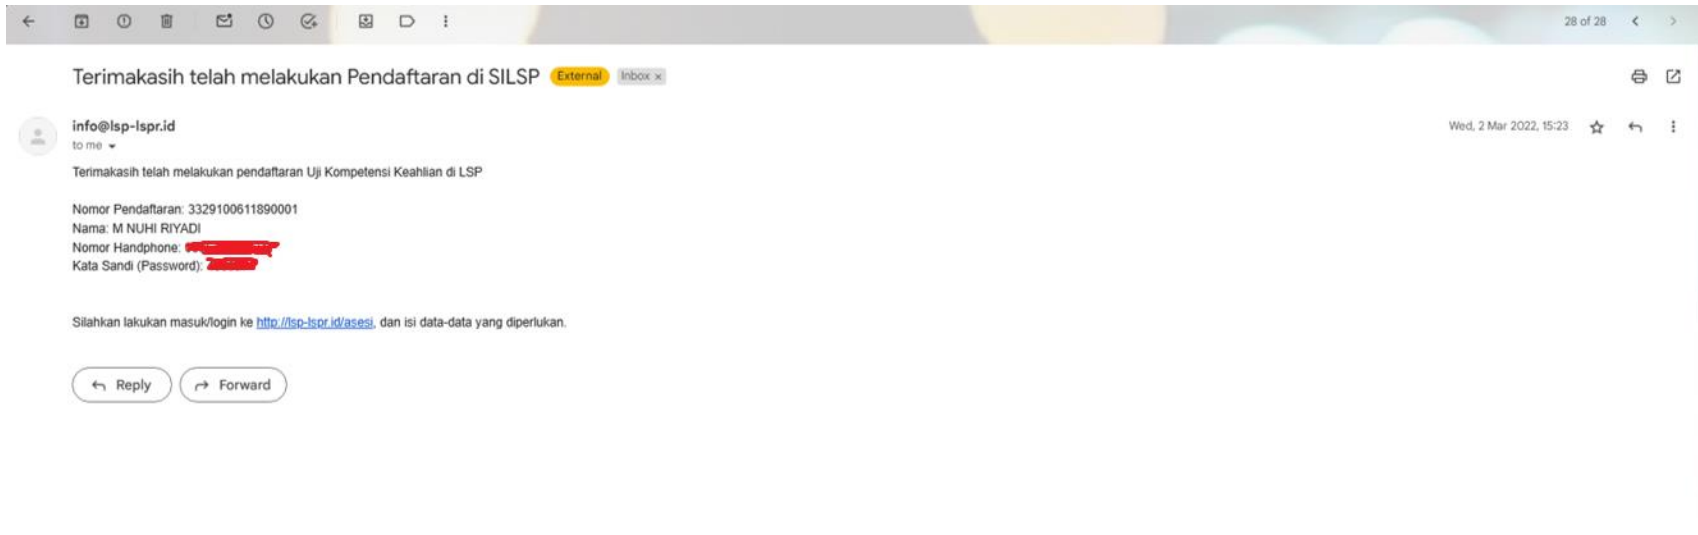 28 of 28
Terimakasih telah melakukan Pendaftaran di SILSP External Inbox x
info@lsp-lspr.id
Wed, 2 Mar 2022, 15:23
to me
Terimakasih telah melakukan pendaftaran Uji Kompetensi Keahlian di LSP
Nomor Pendaftaran: 3329100611890001
Nama: M NUHI RIYADI
Nomor Handphone:
Kata Sandi (Password):
Silahkan lakukan masuk/login ke http://lsp-lspr.id/asesi, dan isi data-data yang diperlukan.
Reply
Forward